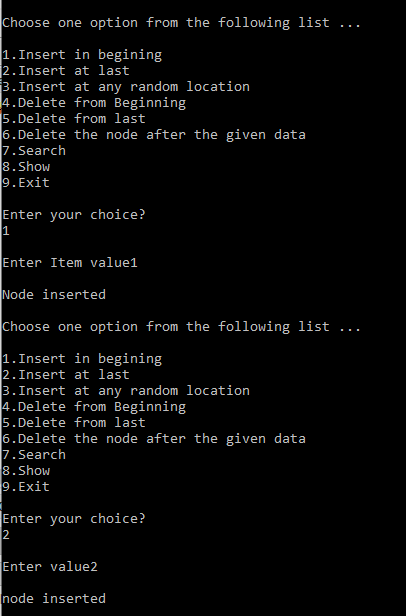 Choose one option from the following list ...
1.Insert in begining
2.Insert at last
3.Insert at any random location
4.Delete from Beginning
5.Delete from last
6.Delete the node after the given data
7.Search
8.Show
9.Exit
Enter your choice?
1
Enter Item value1
Node inserted
Choose one option from the following list ...
1.Insert in begining
2.Insert at last
3.Insert at any random location
4.Delete from Beginning
5.Delete from last
6.Delete the node after the given data
7.Search
8.Show
9.Exit
Enter your choice?
2
Enter value2
node inserted